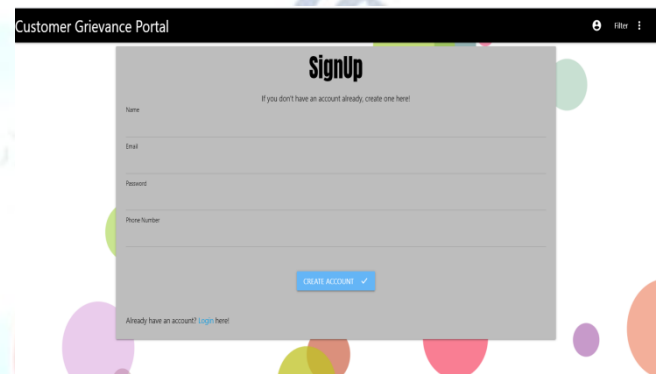 Customer Grievance Portal
Filter
SignUp
If you don't have an account already, create one here!
Name
Email
Password
Phone Number
CREATE ACCOUNT
Already have an account? Login here!